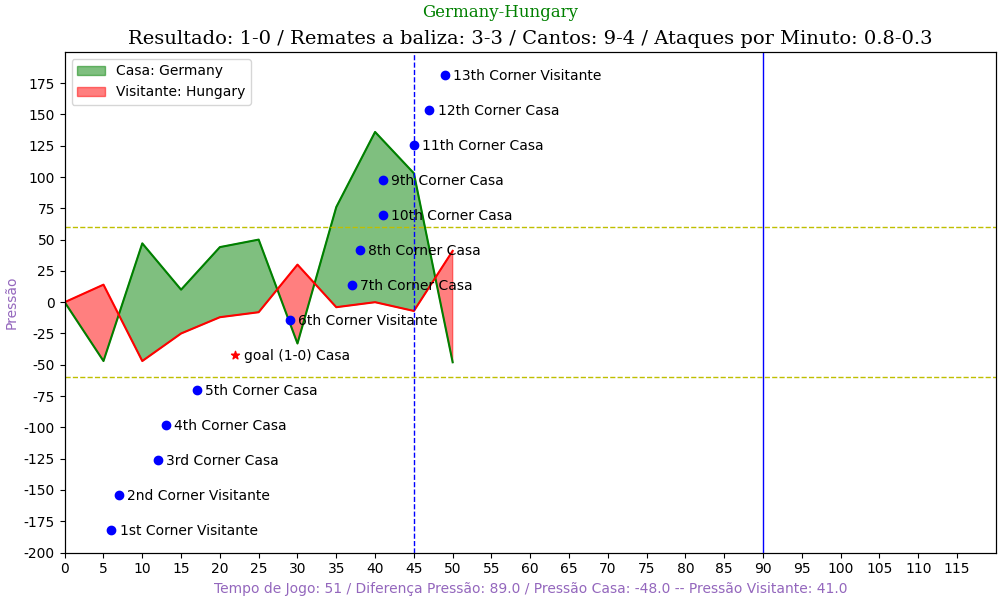 Germany-Hungary
Resultado: 1-0 / Remates a baliza: 3-3 / Cantos: 9-4 / Ataques por Minuto: 0.8-0.3
Casa: Germany
Visitante: Hungary
13th Corner Visitante
12th Corner Casa
11th Corner Casa
9th Corner Casa
10th Corner Casa
8th Corner Casa
7th Corner Casa
6th Corner Visitante
goal (1-0) Casa
5th Corner Casa
4th Corner Casa
3rd Corner Casa
2nd Corner Visitante
1st Corner Visitante
Pressão
175
150
125
100
75
50
25
0
-25
-50
-75
-100
-125
-150
-175
-200
0 5 10 15 20 25 30 35 40 45 50 55 60 65 70 75 80 85 90 95 100 105 110 115
Tempo de Jogo: 51 / Diferença Pressão: 89.0 / Pressão Casa: -48.0 -- Pressão Visitante: 41.0